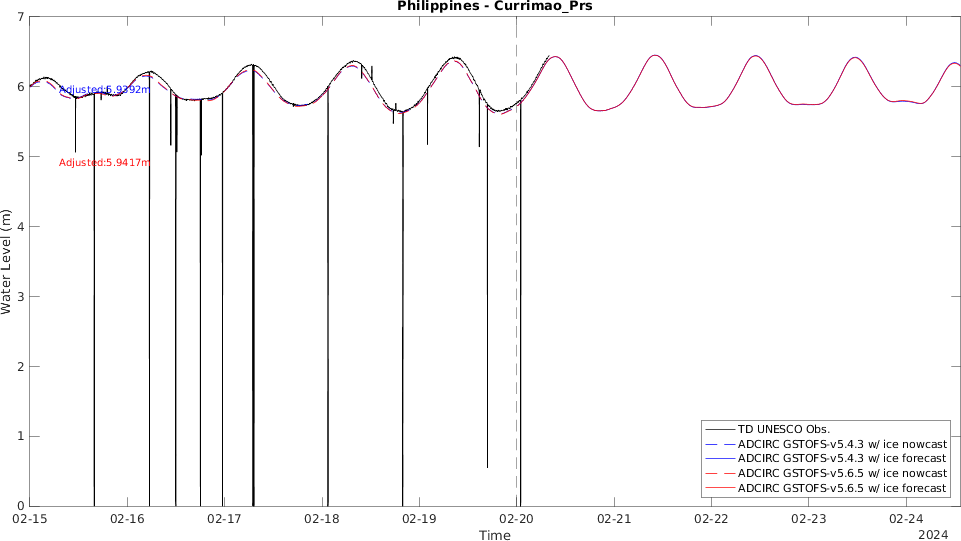 Philippines - Currimao_Prs
7
6
5
4
3
2
1
0
Water Level (m)
Adjusted:5.9392m
Adjusted:5.9417m
TD UNESCO Obs.
ADCIRC GSTOFS-v5.4.3 w/ ice nowcast
ADCIRC GSTOFS-v5.4.3 w/ ice forecast
ADCIRC GSTOFS-v5.6.5 w/ ice nowcast
ADCIRC GSTOFS-v5.6.5 w/ ice forecast
02-15 02-16 02-17 02-18 02-19 02-20 02-21 02-22 02-23 02-24
Time
2024